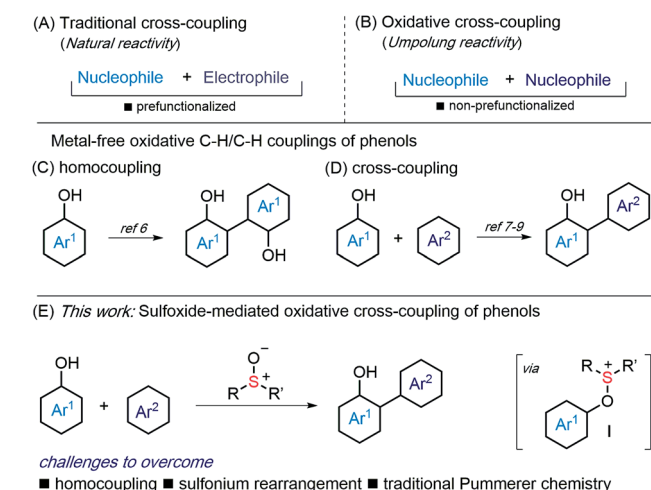 (A) Traditional cross-coupling
(Natural reactivity)
Nucleophile + Electrophile
■ prefunctionalized
(B) Oxidative cross-coupling
(Umpolung reactivity)
Nucleophile + Nucleophile
■ non-prefunctionalized
Metal-free oxidative C-H/C-H couplings of phenols
(C) homocoupling
OH
Ar¹
ref 6
OH
Ar¹
Ar¹
OH
(D) cross-coupling
OH
Ar¹
+
Ar²
ref 7-9
OH
Ar²
Ar¹
(E) This work: Sulfoxide-mediated oxidative cross-coupling of phenols
OH
Ar¹
+
Ar²
O⁻
S⁺
R R'
OH
Ar²
Ar¹
via
R S⁺ R'
O
Ar¹
I
challenges to overcome
■ homocoupling ■ sulfonium rearrangement ■ traditional Pummerer chemistry